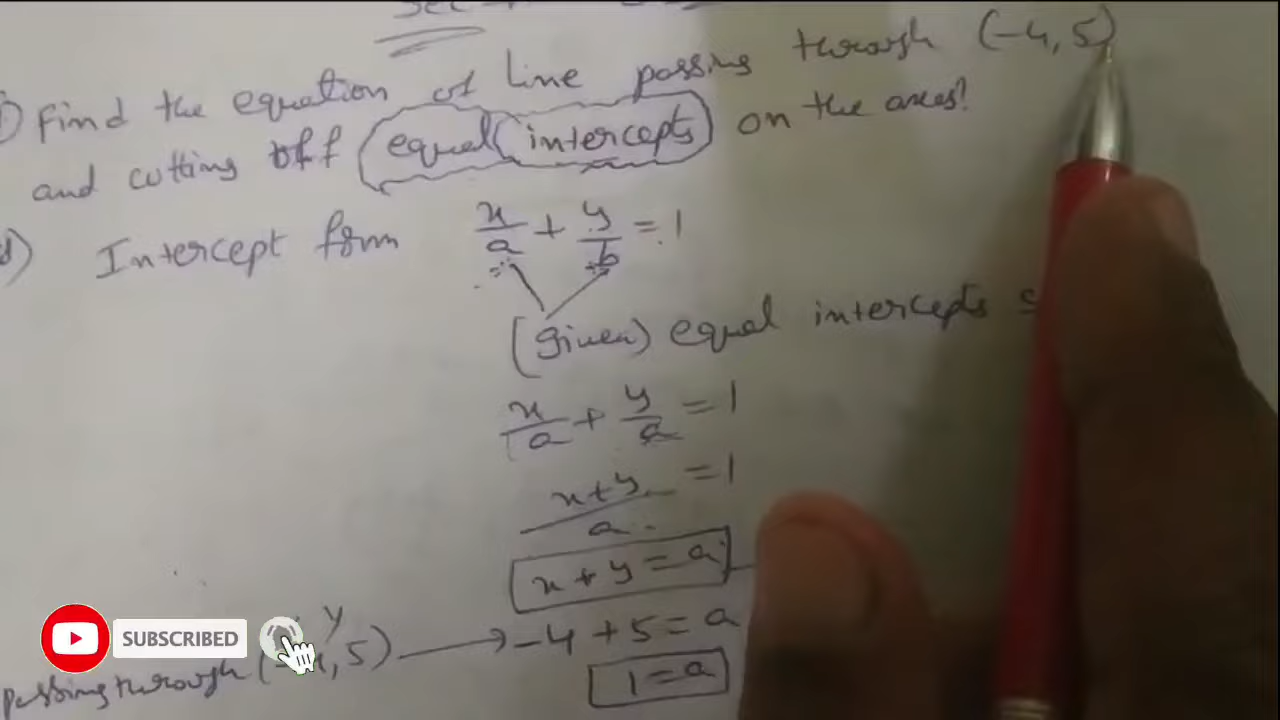 Find the equation of Line passing through (-4, 5)
and cutting off equal intercepts on the axes?
Intercept form x/a + y/b = 1
(Given) equal intercepts
x/a + y/a = 1
x+y/a = 1
x + y = a
y
passing through (-4, 5) → -4 + 5 = a
1 = a
SUBSCRIBED